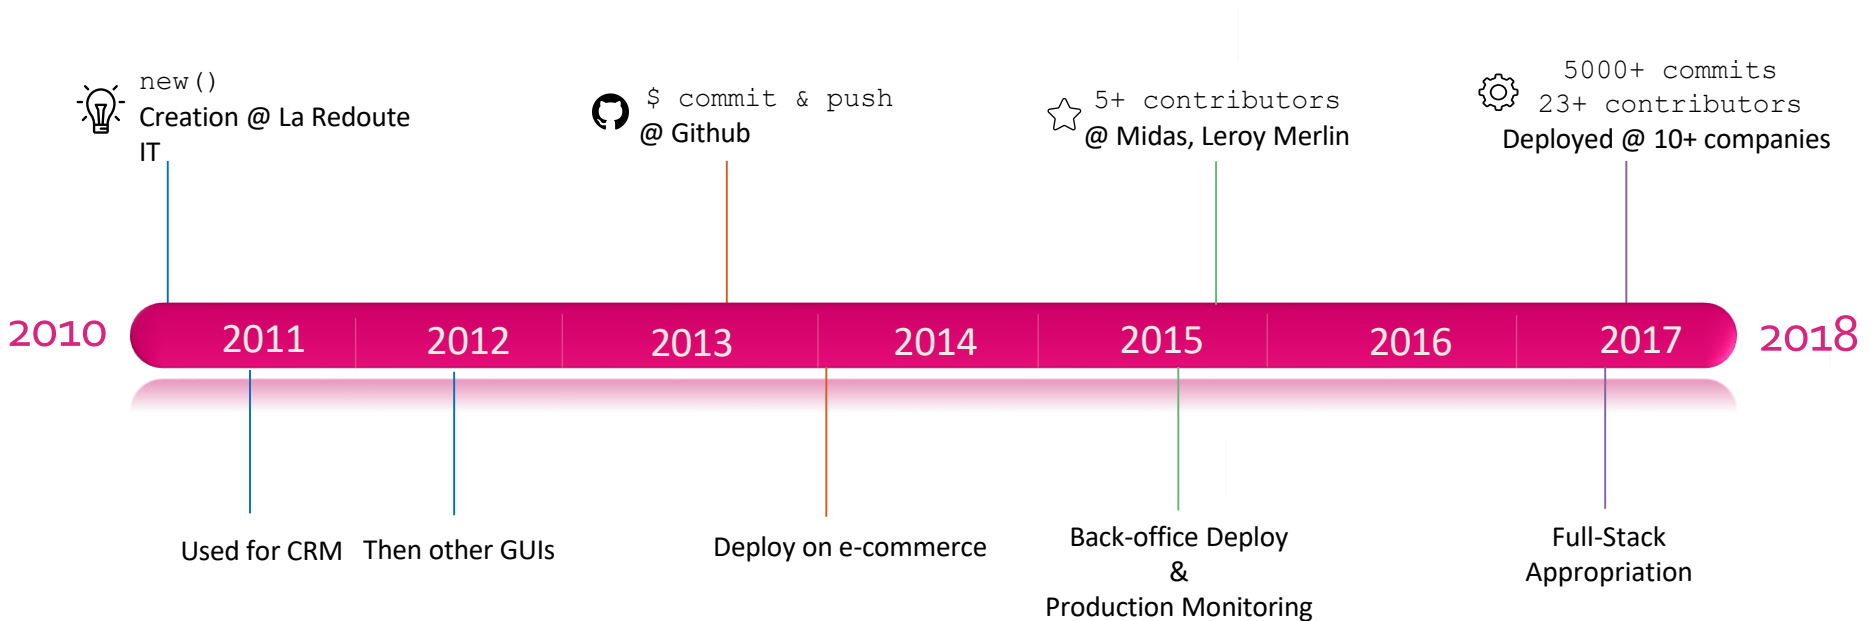 new()
Creation @ La Redoute
IT
$ commit & push
@ Github
5+ contributors
@ Midas, Leroy Merlin
5000+ commits
23+ contributors
Deployed @ 10+ companies
2010
2011
2012
2013
2014
2015
2016
2017
2018
Used for CRM
Then other GUIs
Deploy on e-commerce
Back-office Deploy
&
Production Monitoring
Full-Stack
Appropriation